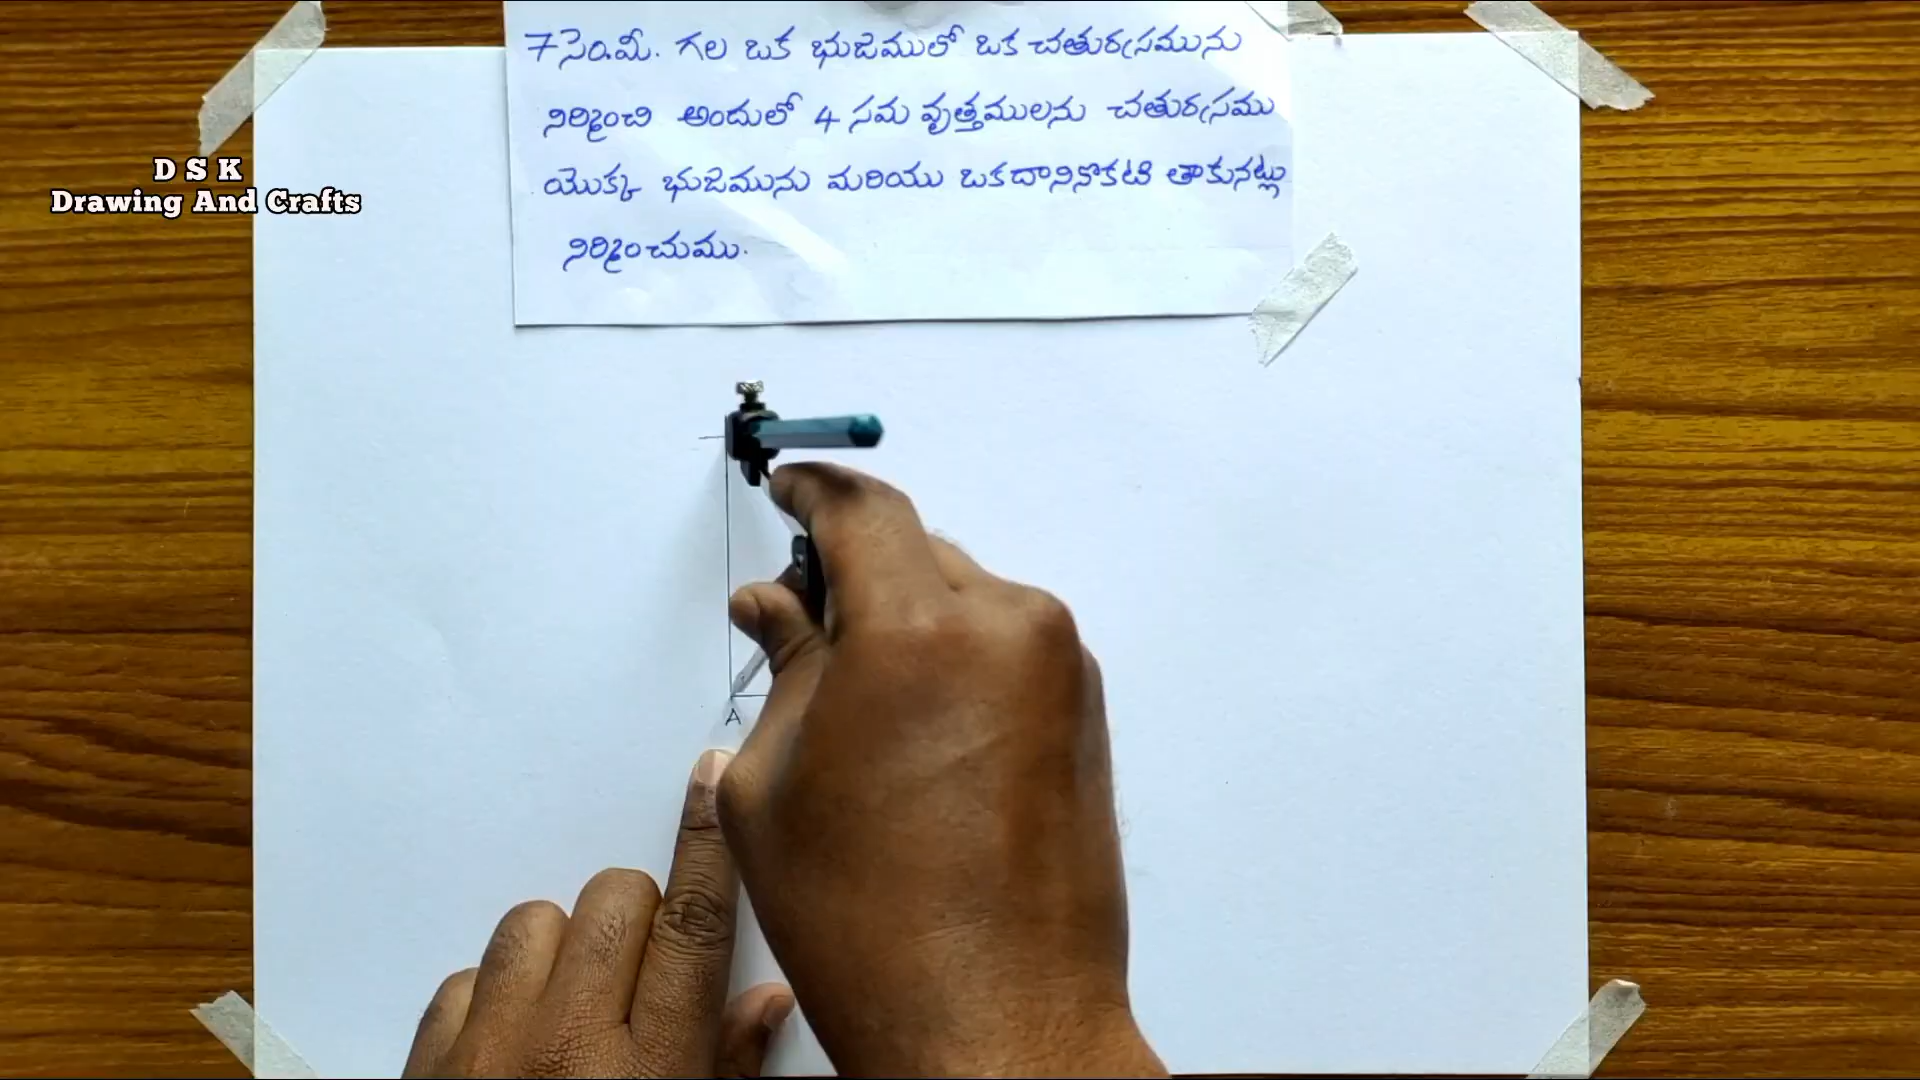 7 సెం.మీ. గల ఒక భుజములో ఒక చతురస్రమును
నిర్మించి అందులో 4 సమ వృత్తములను చతురస్రము
యొక్క భుజమును మరియు ఒకదానినొకటి తాకునట్లు
నిర్మించుము.
D S K
Drawing And Crafts
A